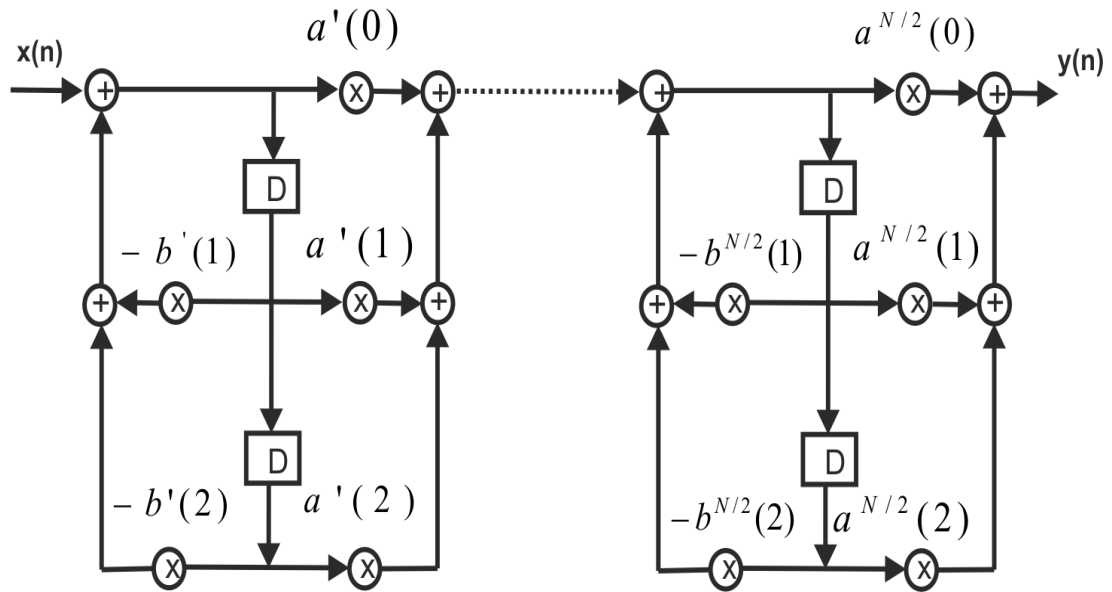 a'(0) a^{N/2}(0)
x(n) y(n)
+ x + + x +
D D
– b'(1) a'(1) –b^{N/2}(1) a^{N/2}(1)
+ x x + + x x +
D D
– b'(2) a'(2) –b^{N/2}(2) a^{N/2}(2)
x x x x